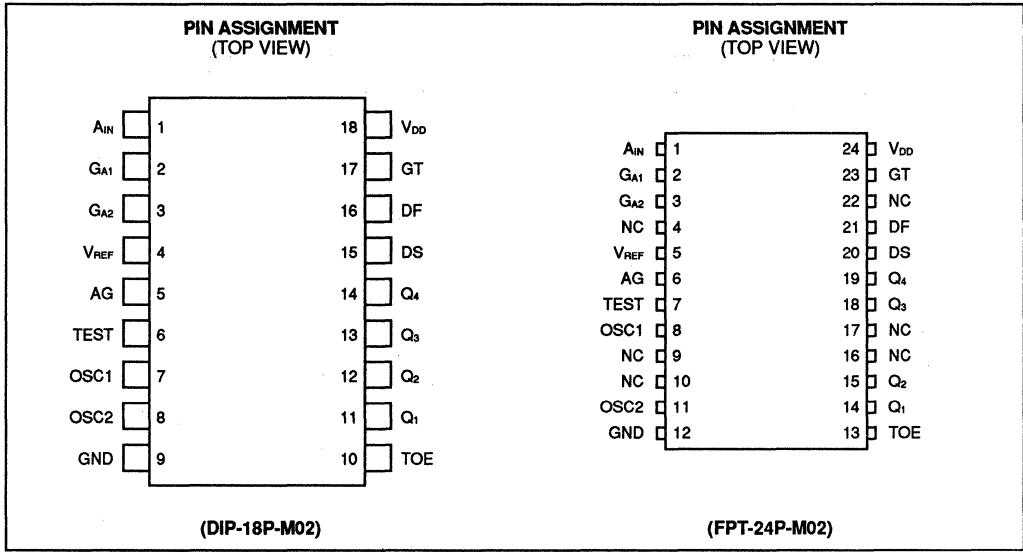 PIN ASSIGNMENT
(TOP VIEW)
AIN 1 18 VDD
GA1 2 17 GT
GA2 3 16 DF
VREF 4 15 DS
AG 5 14 Q4
TEST 6 13 Q3
OSC1 7 12 Q2
OSC2 8 11 Q1
GND 9 10 TOE
(DIP-18P-M02)
PIN ASSIGNMENT
(TOP VIEW)
AIN 1 24 VDD
GA1 2 23 GT
GA2 3 22 NC
NC 4 21 DF
VREF 5 20 DS
AG 6 19 Q4
TEST 7 18 Q3
OSC1 8 17 NC
NC 9 16 NC
NC 10 15 Q2
OSC2 11 14 Q1
GND 12 13 TOE
(FPT-24P-M02)